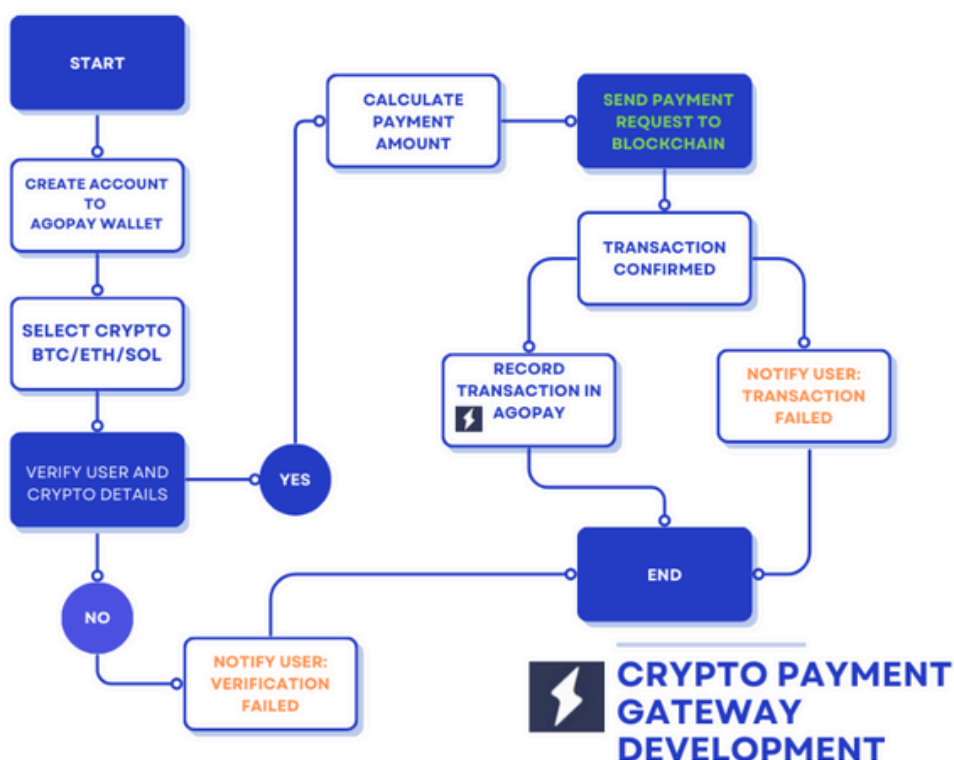 START
CREATE ACCOUNT
TO
AGOPAY WALLET
SELECT CRYPTO
BTC/ETH/SOL
VERIFY USER AND
CRYPTO DETAILS
YES
NO
NOTIFY USER:
VERIFICATION
FAILED
CALCULATE
PAYMENT
AMOUNT
SEND PAYMENT
REQUEST TO
BLOCKCHAIN
TRANSACTION
CONFIRMED
RECORD
TRANSACTION IN
AGOPAY
NOTIFY USER:
TRANSACTION
FAILED
END
CRYPTO PAYMENT
GATEWAY
DEVELOPMENT